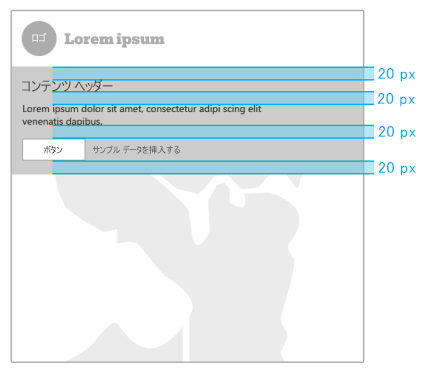 ロゴ Lorem ipsum
20 px
コンテンツ ヘッダー
20 px
Lorem ipsum dolor sit amet, consectetur adipi scing elit
venenatis dapibus.
20 px
ボタン サンプル データを挿入する
20 px